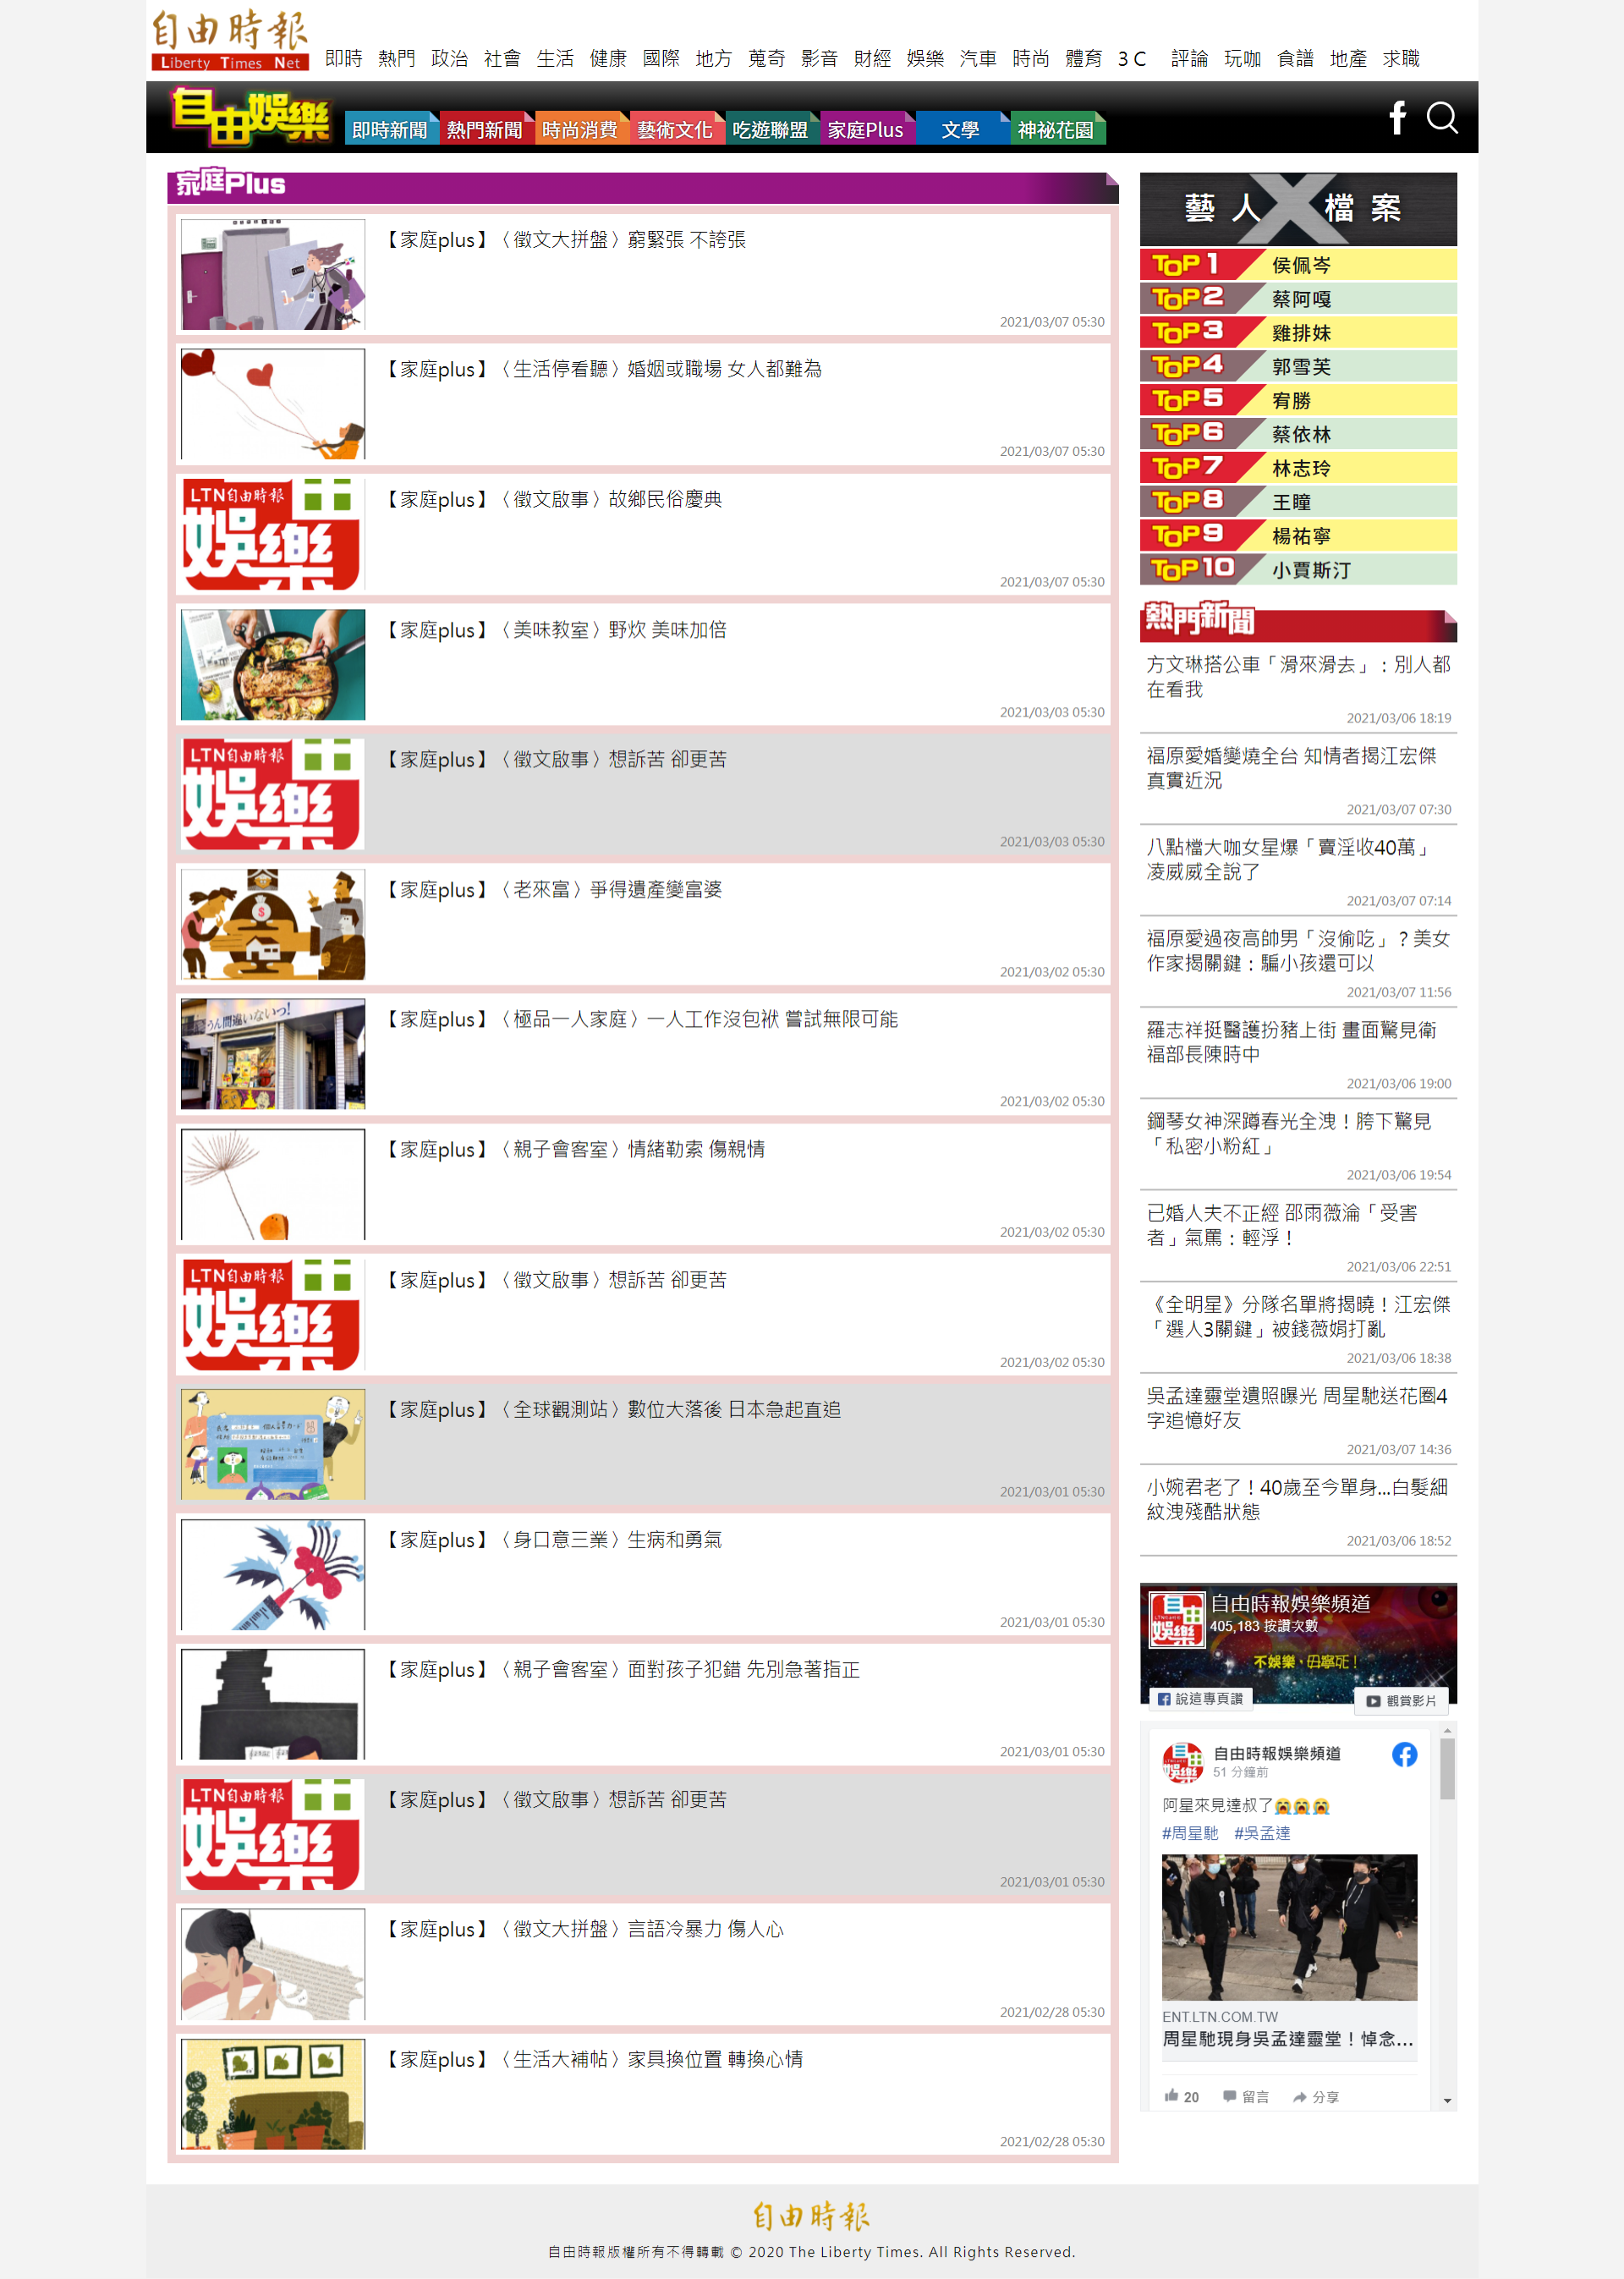 自由時報
Liberty Times Net
即時 熱門 政治 社會 生活 健康 國際 地方 蒐奇 影音 財經 娛樂 汽車 時尚 體育 3 C 評論 玩咖 食譜 地產 求職
自由娛樂
即時新聞 熱門新聞 時尚消費 藝術文化 吃遊聯盟 家庭Plus 文學 神祕花園
家庭Plus
【家庭plus】〈徵文大拼盤〉窮緊張 不誇張
2021/03/07 05:30
【家庭plus】〈生活停看聽〉婚姻或職場 女人都難為
2021/03/07 05:30
LTN自由時報
娛樂
【家庭plus】〈徵文啟事〉故鄉民俗慶典
2021/03/07 05:30
【家庭plus】〈美味教室〉野炊 美味加倍
2021/03/03 05:30
LTN自由時報
娛樂
【家庭plus】〈徵文啟事〉想訴苦 卻更苦
2021/03/03 05:30
【家庭plus】〈老來富〉爭得遺產變富婆
2021/03/02 05:30
うん間違いないっ!
【家庭plus】〈極品一人家庭〉一人工作沒包袱 嘗試無限可能
2021/03/02 05:30
【家庭plus】〈親子會客室〉情緒勒索 傷親情
2021/03/02 05:30
LTN自由時報
娛樂
【家庭plus】〈徵文啟事〉想訴苦 卻更苦
2021/03/02 05:30
【家庭plus】〈全球觀測站〉數位大落後 日本急起直追
2021/03/01 05:30
【家庭plus】〈身口意三業〉生病和勇氣
2021/03/01 05:30
【家庭plus】〈親子會客室〉面對孩子犯錯 先別急著指正
2021/03/01 05:30
LTN自由時報
娛樂
【家庭plus】〈徵文啟事〉想訴苦 卻更苦
2021/03/01 05:30
【家庭plus】〈徵文大拼盤〉言語冷暴力 傷人心
2021/02/28 05:30
【家庭plus】〈生活大補帖〉家具換位置 轉換心情
2021/02/28 05:30
藝人X檔案
TOP 1 侯佩岑
TOP 2 蔡阿嘎
TOP 3 雞排妹
TOP 4 郭雪芙
TOP 5 宥勝
TOP 6 蔡依林
TOP 7 林志玲
TOP 8 王瞳
TOP 9 楊祐寧
TOP 10 小賈斯汀
熱門新聞
方文琳搭公車「滑來滑去」：別人都
在看我
2021/03/06 18:19
福原愛婚變燒全台 知情者揭江宏傑
真實近況
2021/03/07 07:30
八點檔大咖女星爆「賣淫收40萬」
凌威威全說了
2021/03/07 07:14
福原愛過夜高帥男「沒偷吃」？美女
作家揭關鍵：騙小孩還可以
2021/03/07 11:56
羅志祥挺醫護扮豬上街 畫面驚見衛
福部長陳時中
2021/03/06 19:00
鋼琴女神深蹲春光全洩！胯下驚見
「私密小粉紅」
2021/03/06 19:54
已婚人夫不正經 邵雨薇淪「受害
者」氣罵：輕浮！
2021/03/06 22:51
《全明星》分隊名單將揭曉！江宏傑
「選人3關鍵」被錢薇娟打亂
2021/03/06 18:38
吳孟達靈堂遺照曝光 周星馳送花圈4
字追憶好友
2021/03/07 14:36
小婉君老了！40歲至今單身...白髮細
紋洩殘酷狀態
2021/03/06 18:52
自由時報娛樂頻道
405,183 按讚次數
不娛樂，毋寧死！
說這專頁讚 觀賞影片
自由時報娛樂頻道
51 分鐘前
阿星來見達叔了😭😭😭
#周星馳 #吳孟達
ENT.LTN.COM.TW
周星馳現身吳孟達靈堂！悼念...
20 留言 分享
自由時報
自由時報版權所有不得轉載 © 2020 The Liberty Times. All Rights Reserved.